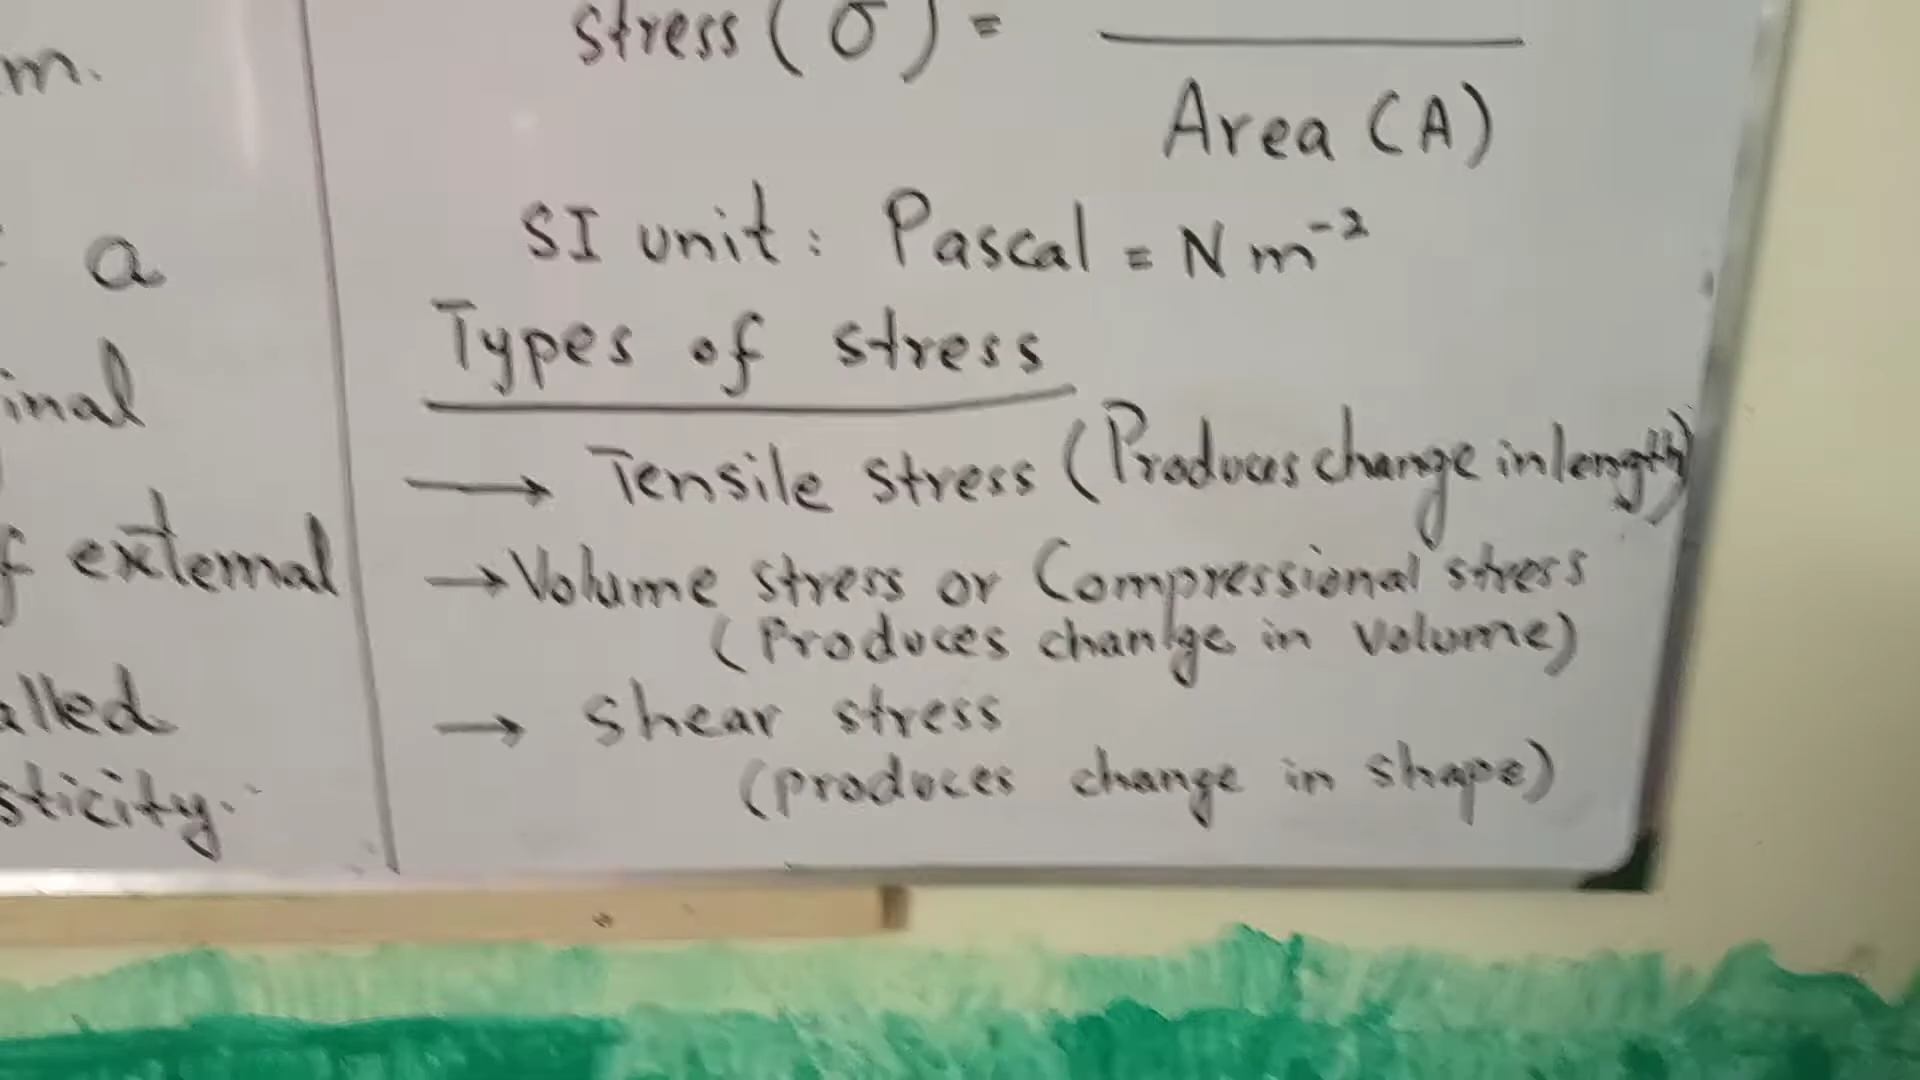 m.
a
inal
f external
alled
sticity.
stress (σ) =
Area (A)
SI unit: Pascal = N m⁻²
Types of stress
→ Tensile stress (Produces change in length)
→ Volume stress or Compressional stress
(Produces change in volume)
→ Shear stress
(produces change in shape)